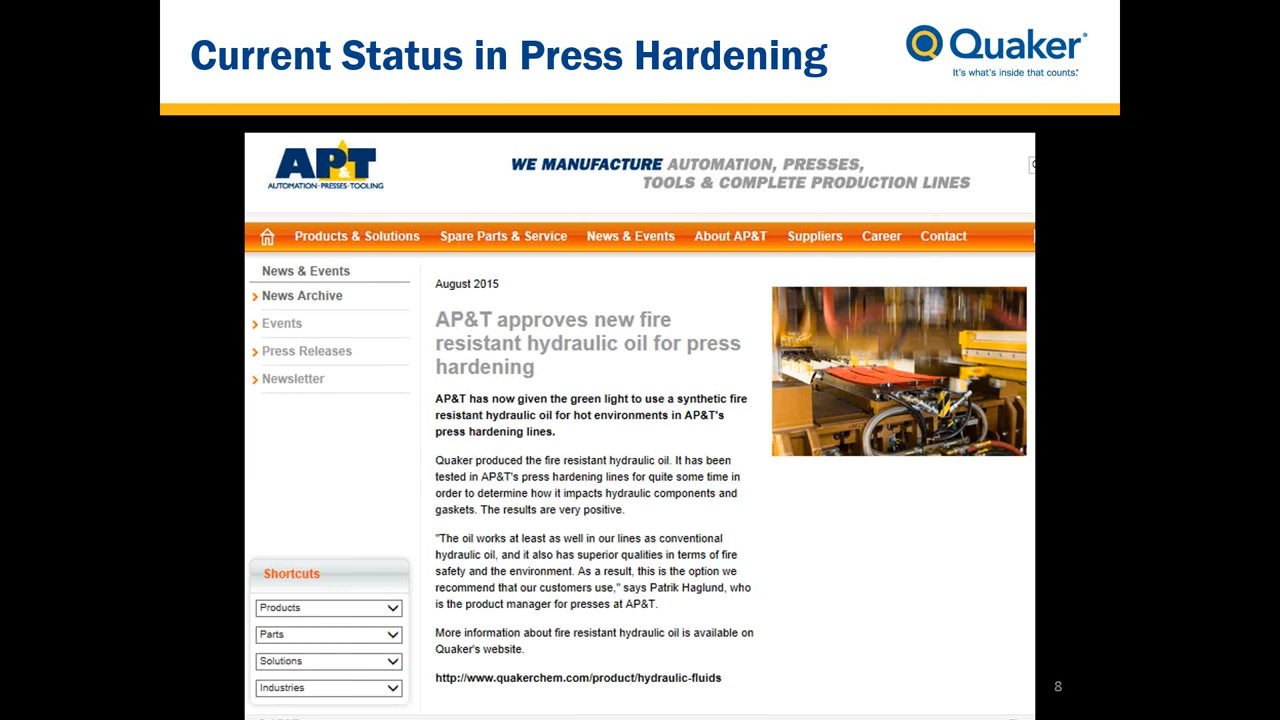 Current Status in Press Hardening
Quaker®
It's what's inside that counts.®
AP&T
AUTOMATION·PRESSES·TOOLING
WE MANUFACTURE AUTOMATION, PRESSES,
TOOLS & COMPLETE PRODUCTION LINES
Products & Solutions Spare Parts & Service News & Events About AP&T Suppliers Career Contact
News & Events
News Archive
Events
Press Releases
Newsletter
August 2015
AP&T approves new fire
resistant hydraulic oil for press
hardening
AP&T has now given the green light to use a synthetic fire
resistant hydraulic oil for hot environments in AP&T's
press hardening lines.
Quaker produced the fire resistant hydraulic oil. It has been
tested in AP&T's press hardening lines for quite some time in
order to determine how it impacts hydraulic components and
gaskets. The results are very positive.
"The oil works at least as well in our lines as conventional
hydraulic oil, and it also has superior qualities in terms of fire
safety and the environment. As a result, this is the option we
recommend that our customers use," says Patrik Haglund, who
is the product manager for presses at AP&T.
More information about fire resistant hydraulic oil is available on
Quaker's website.
http://www.quakerchem.com/product/hydraulic-fluids
Shortcuts
Products
Parts
Solutions
Industries
8